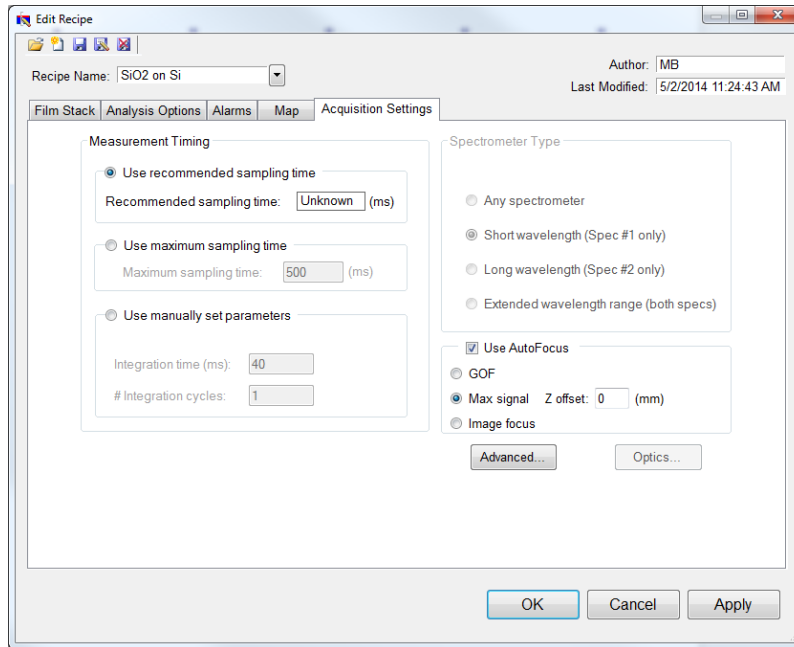 Edit Recipe
Recipe Name: SiO2 on Si
Author: MB
Last Modified: 5/2/2014 11:24:43 AM
Film Stack Analysis Options Alarms Map Acquisition Settings
Measurement Timing
Use recommended sampling time
Recommended sampling time: Unknown (ms)
Use maximum sampling time
Maximum sampling time: 500 (ms)
Use manually set parameters
Integration time (ms): 40
# Integration cycles: 1
Spectrometer Type
Any spectrometer
Short wavelength (Spec #1 only)
Long wavelength (Spec #2 only)
Extended wavelength range (both specs)
Use AutoFocus
GOF
Max signal Z offset: 0 (mm)
Image focus
Advanced... Optics...
OK Cancel Apply